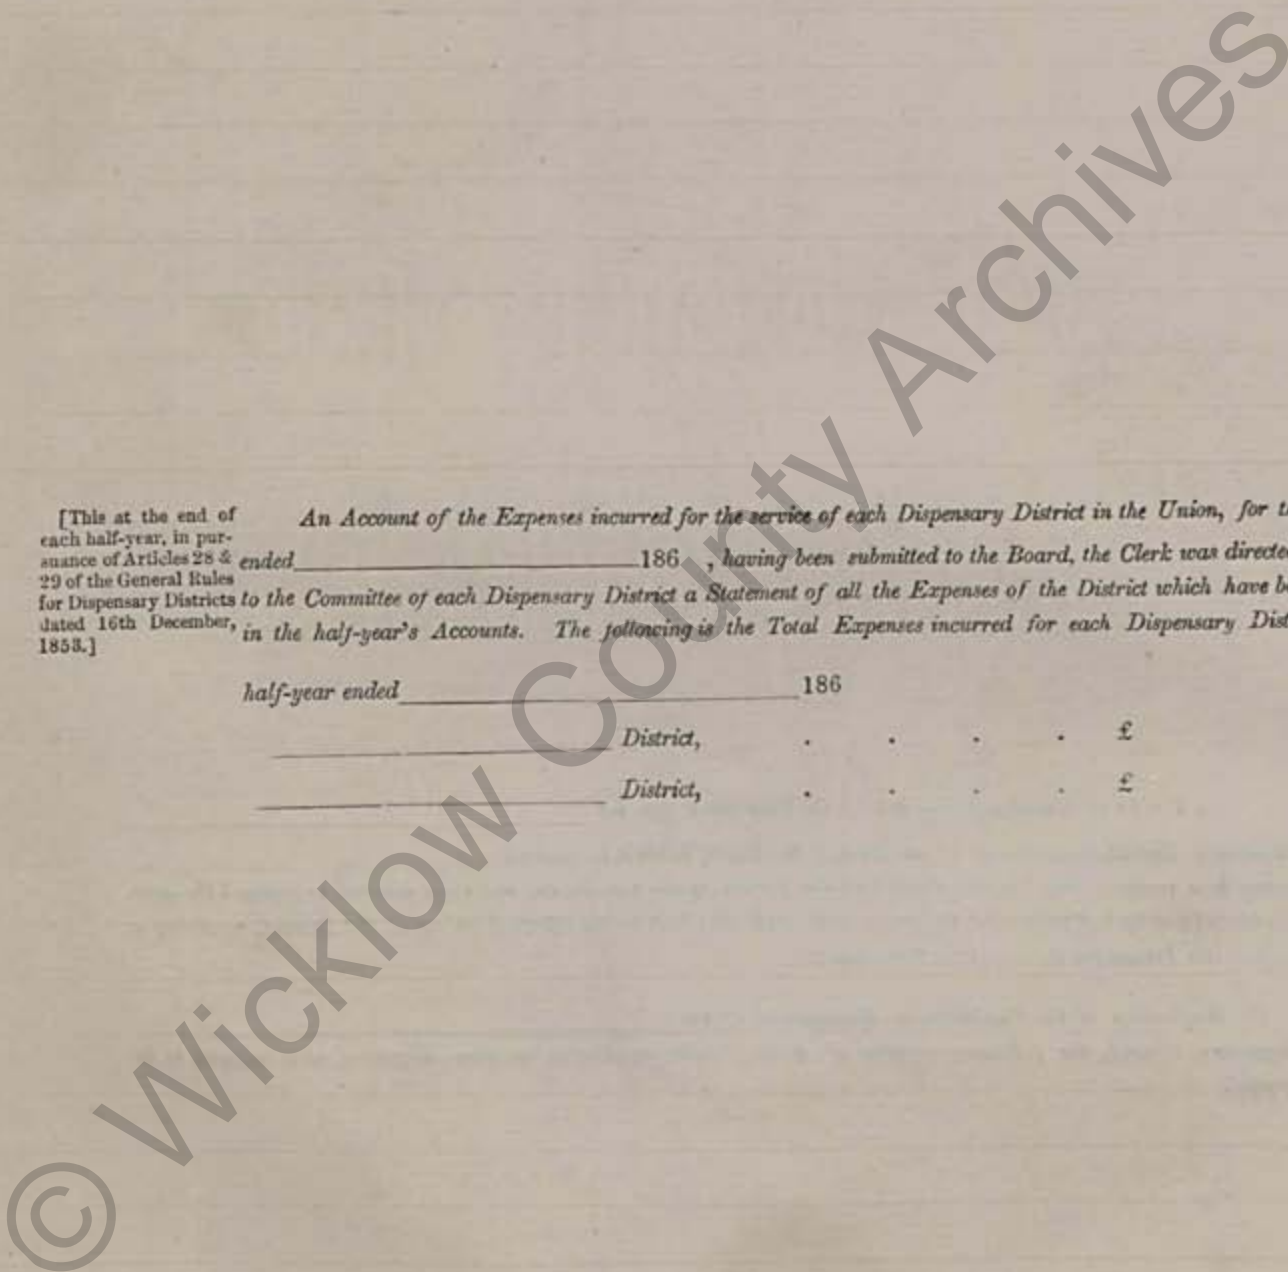 [This at the end of
each half-year, in pur-
suance of Articles 28 &
29 of the General Rules
for Dispensary Districts
dated 16th December,
1853.]
An Account of the Expenses incurred for the service of each Dispensary District in the Union, for t
ended 186 , having been submitted to the Board, the Clerk was directe
to the Committee of each Dispensary District a Statement of all the Expenses of the District which have b
in the half-year's Accounts. The following is the Total Expenses incurred for each Dispensary Dist
half-year ended 186
District, . . . . £
District, . . . . £
© Wicklow County Archives